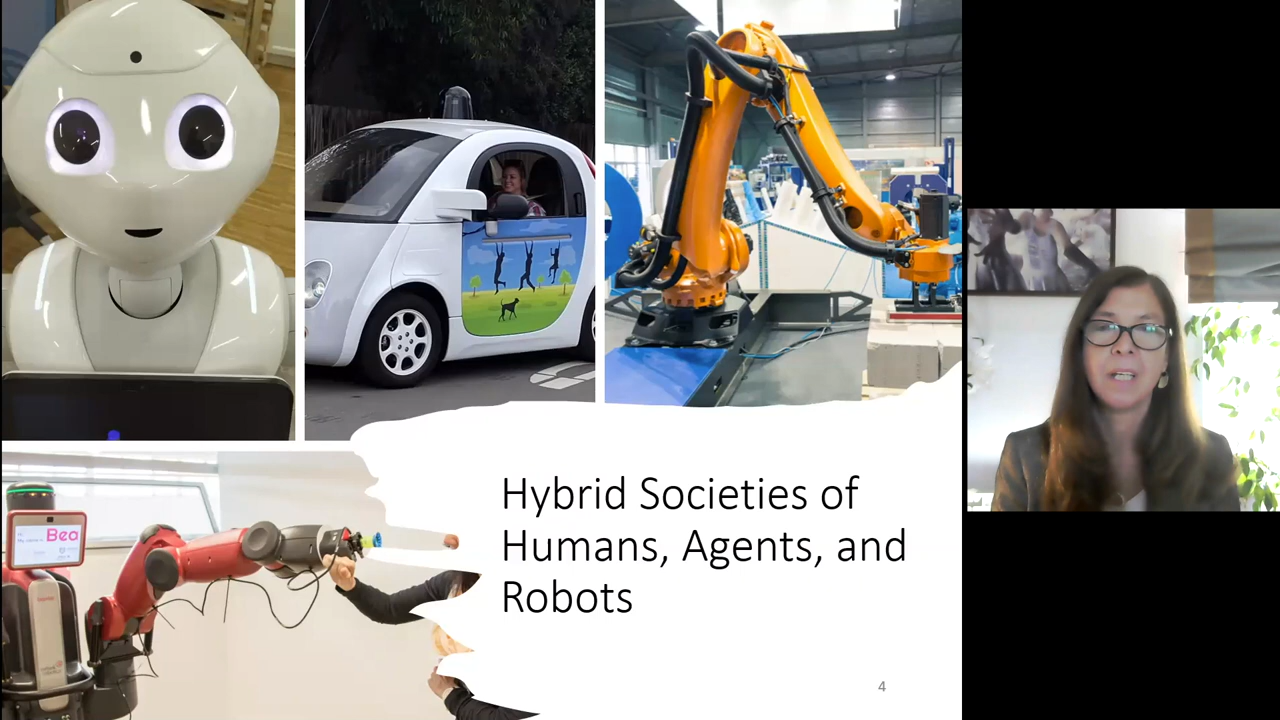 Hybrid Societies of
Humans, Agents, and
Robots
Bea
4